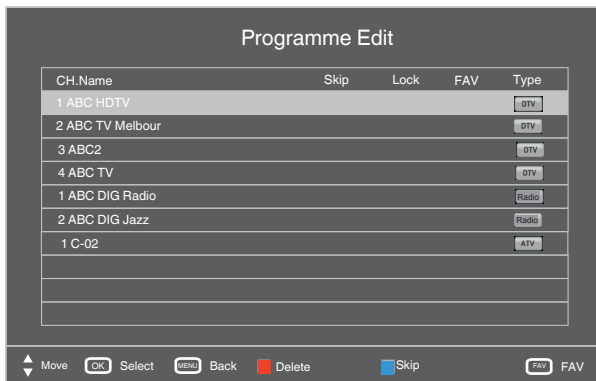 Programme Edit
CH.Name Skip Lock FAV Type
1 ABC HDTV DTV
2 ABC TV Melbour DTV
3 ABC2 DTV
4 ABC TV DTV
1 ABC DIG Radio Radio
2 ABC DIG Jazz Radio
1 C-02 ATV
Move OK Select MENU Back Delete Skip FAV FAV